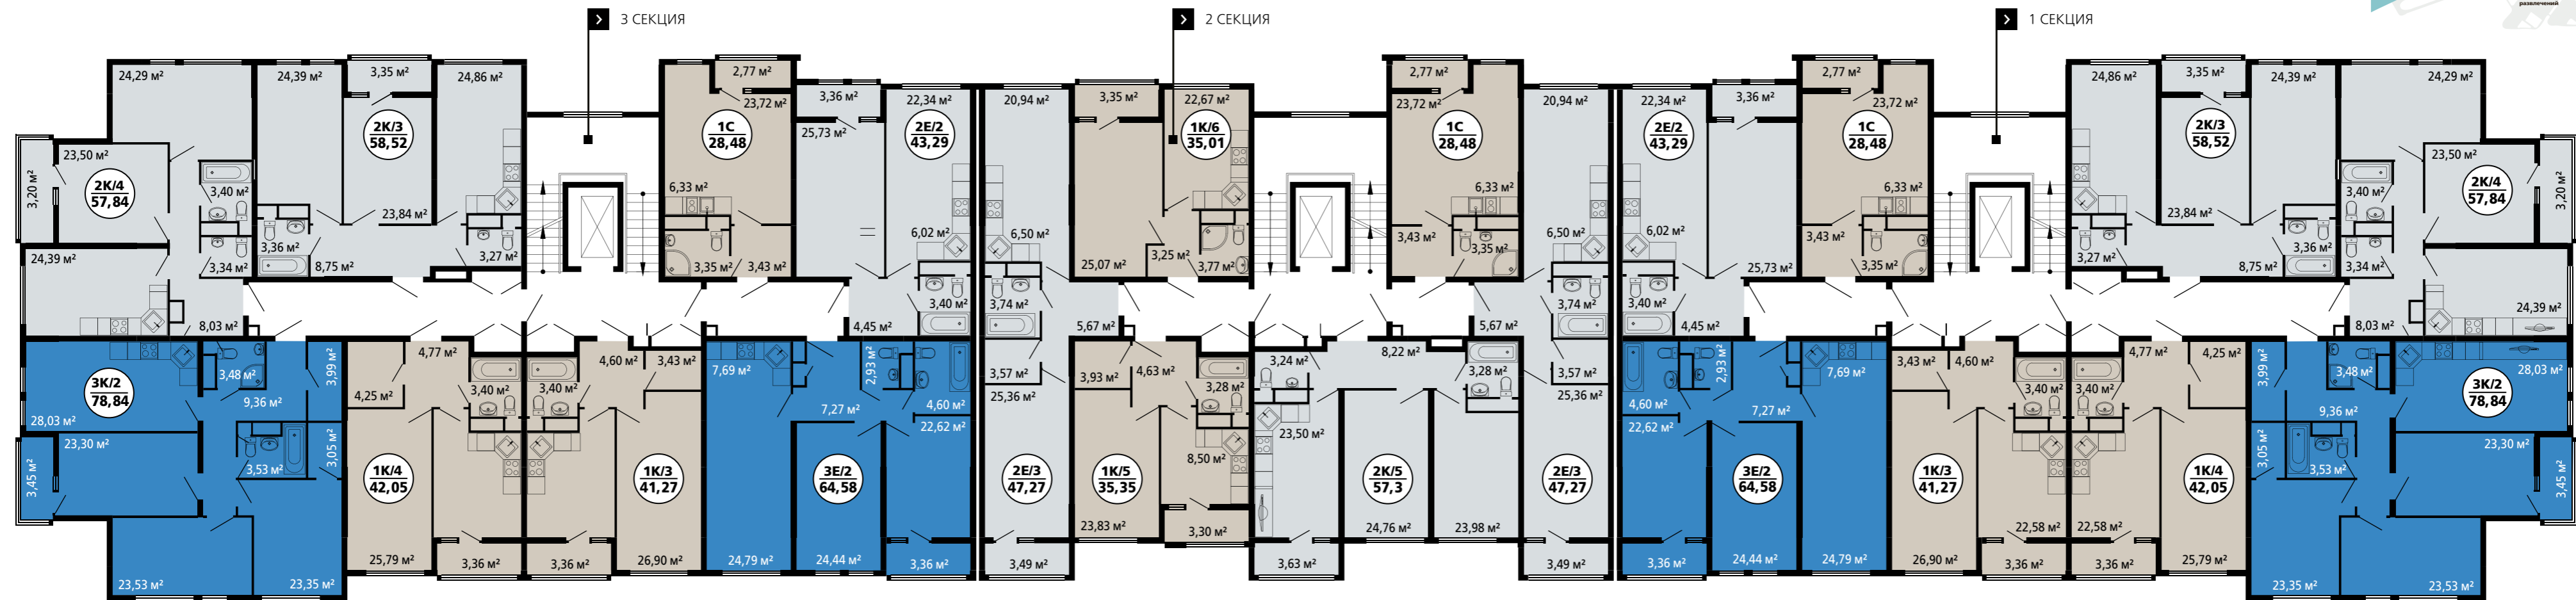 развлечений
3 СЕКЦИЯ
2 СЕКЦИЯ
1 СЕКЦИЯ
24,29 м²
23,50 м²
3,20 м²
2К/4
57,84
3,40 м²
3,34 м²
24,39 м²
8,03 м²
24,39 м²
3,35 м²
24,86 м²
2К/3
58,52
23,84 м²
3,36 м²
8,75 м²
3,27 м²
2,77 м²
23,72 м²
1С
28,48
6,33 м²
3,35 м²
3,43 м²
3,36 м²
22,34 м²
25,73 м²
2Е/2
43,29
6,02 м²
3,40 м²
4,45 м²
3К/2
78,84
28,03 м²
3,48 м²
3,99 м²
9,36 м²
23,30 м²
3,45 м²
3,53 м²
3,05 м²
23,53 м²
23,35 м²
4,77 м²
4,25 м²
3,40 м²
1К/4
42,05
25,79 м²
3,36 м²
4,60 м²
3,43 м²
3,40 м²
1К/3
41,27
3,36 м²
26,90 м²
7,69 м²
2,93 м²
7,27 м²
4,60 м²
22,62 м²
3Е/2
64,58
24,79 м²
24,44 м²
3,36 м²
20,94 м²
6,50 м²
3,74 м²
5,67 м²
3,57 м²
25,36 м²
2Е/3
47,27
3,49 м²
3,35 м²
22,67 м²
1К/6
35,01
25,07 м²
3,25 м²
3,77 м²
3,93 м²
4,63 м²
3,28 м²
1К/5
35,35
8,50 м²
23,83 м²
3,30 м²
2,77 м²
23,72 м²
1С
28,48
6,33 м²
3,43 м²
3,35 м²
20,94 м²
6,50 м²
3,74 м²
5,67 м²
3,57 м²
25,36 м²
2Е/3
47,27
3,49 м²
3,24 м²
8,22 м²
3,28 м²
23,50 м²
2К/5
57,3
24,76 м²
23,98 м²
3,63 м²
22,34 м²
3,36 м²
2Е/2
43,29
6,02 м²
25,73 м²
3,40 м²
4,45 м²
2,77 м²
23,72 м²
1С
28,48
6,33 м²
3,43 м²
3,35 м²
24,86 м²
3,35 м²
24,39 м²
2К/3
58,52
23,84 м²
3,27 м²
3,36 м²
8,75 м²
24,29 м²
23,50 м²
3,20 м²
2К/4
57,84
3,40 м²
3,34 м²
24,39 м²
8,03 м²
2,93 м²
7,69 м²
4,60 м²
7,27 м²
22,62 м²
3Е/2
64,58
3,36 м²
24,44 м²
24,79 м²
3,43 м²
4,60 м²
3,40 м²
1К/3
41,27
22,58 м²
26,90 м²
3,36 м²
4,77 м²
4,25 м²
3,40 м²
1К/4
42,05
22,58 м²
25,79 м²
3,36 м²
3,99 м²
3,48 м²
28,03 м²
3К/2
78,84
9,36 м²
23,30 м²
3,45 м²
3,05 м²
3,53 м²
23,35 м²
23,53 м²